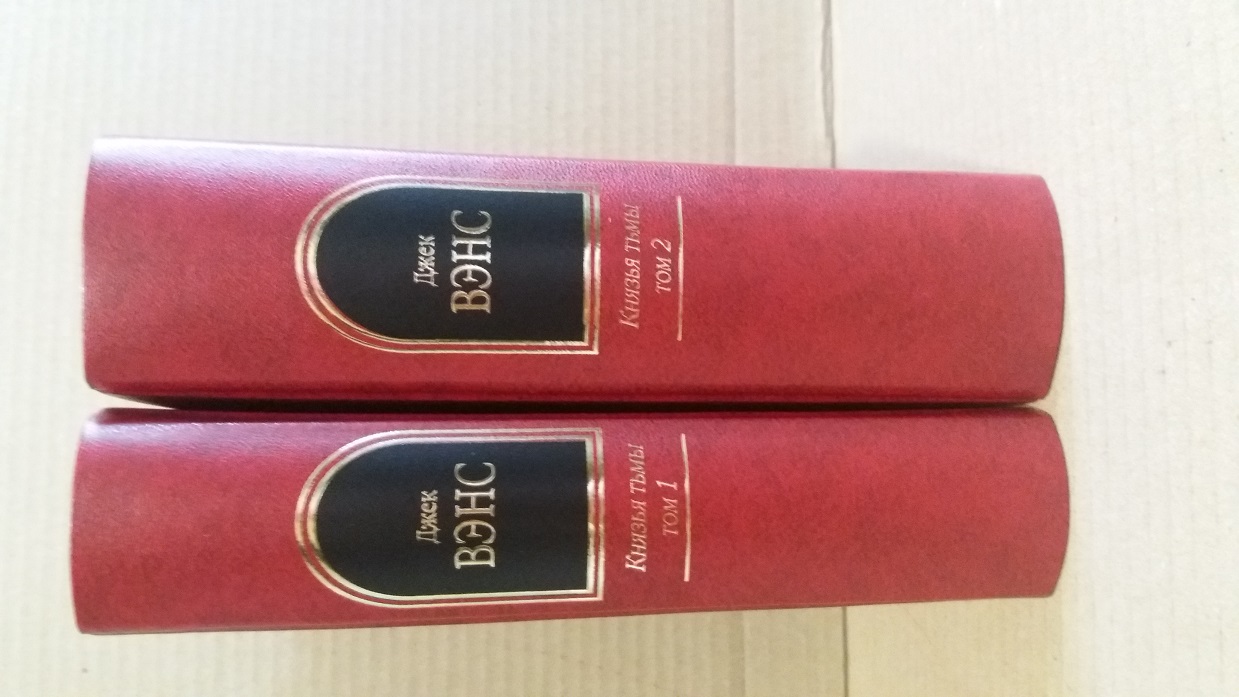 Джек
ВЭНС
Князья тьмы
том 1
Джек
ВЭНС
Князья тьмы
том 2